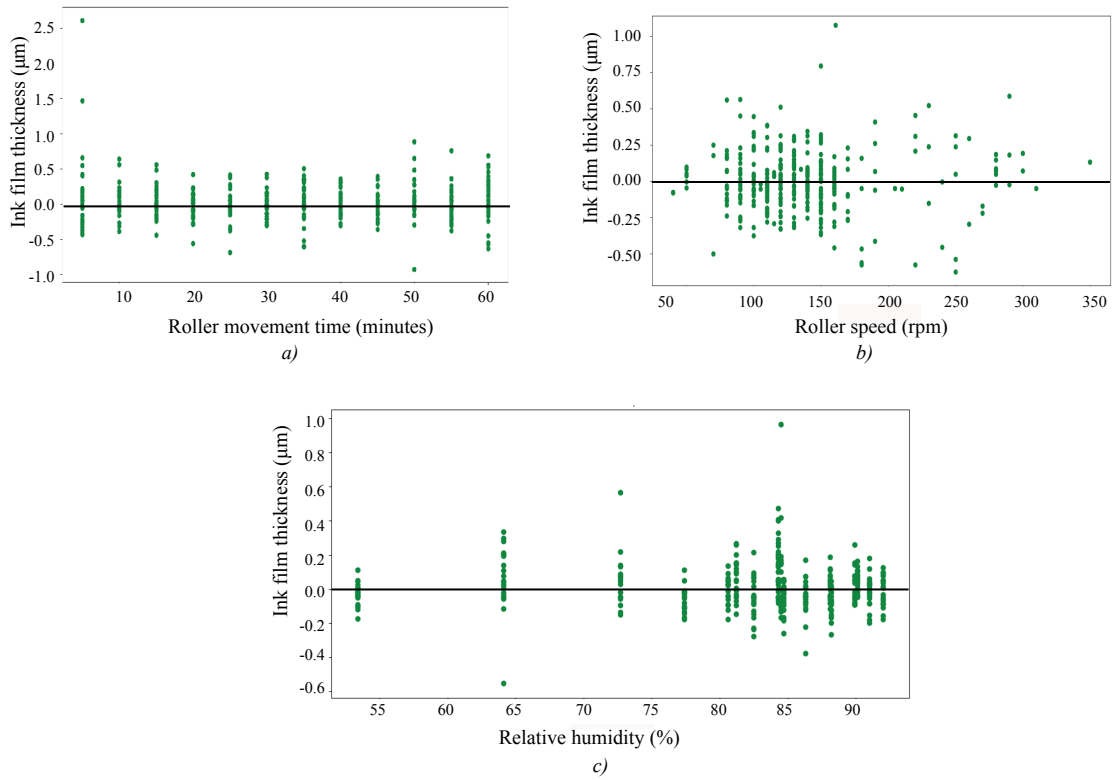 Ink film thickness (µm)
2.5
2.0
1.5
1.0
0.5
0.0
-0.5
-1.0
10 20 30 40 50 60
Roller movement time (minutes)
a)
Ink film thickness (µm)
1.00
0.75
0.50
0.25
0.00
-0.25
-0.50
50 100 150 200 250 300 350
Roller speed (rpm)
b)
Ink film thickness (µm)
1.0
0.8
0.6
0.4
0.2
0.0
-0.2
-0.4
-0.6
55 60 65 70 75 80 85 90
Relative humidity (%)
c)